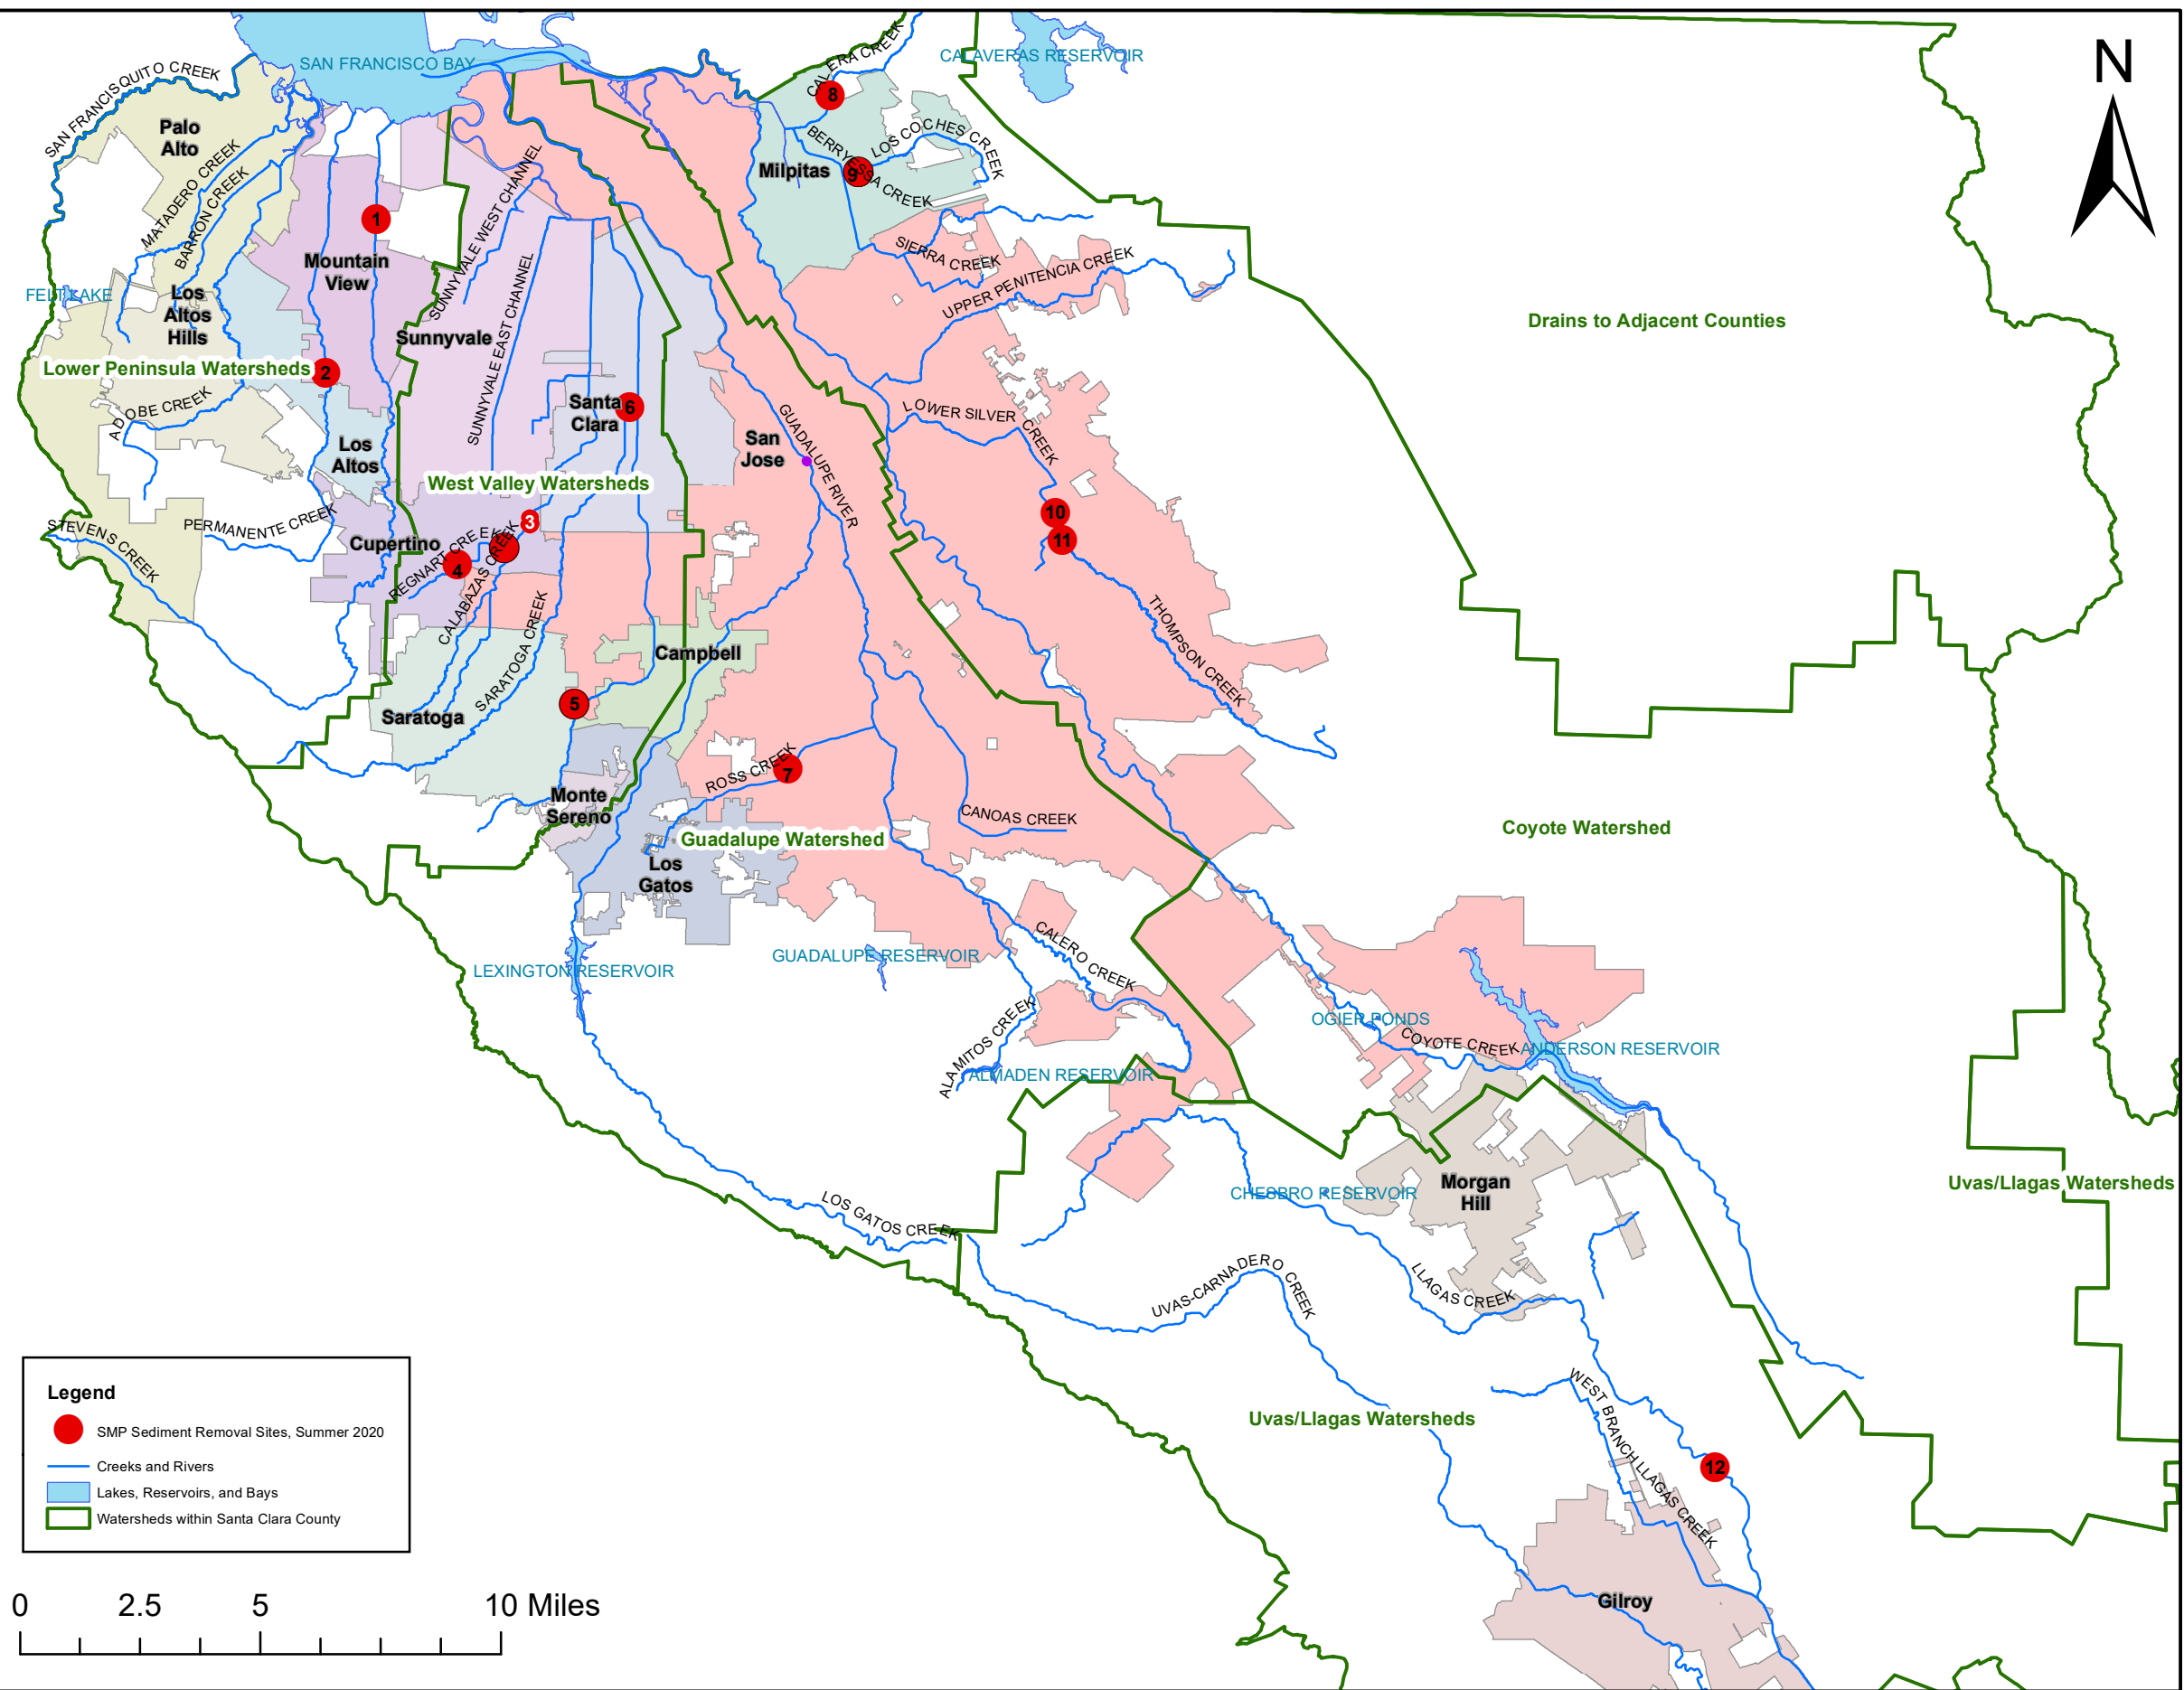 SAN FRANCISQUITO CREEK
SAN FRANCISCO BAY
CALERA CREEK
CALAVERAS RESERVOIR
N
Palo
Alto
MATADERO CREEK
BARRON CREEK
8
BERRYESSA CREEK
LOS COCHES CREEK
Milpitas
9
1
Mountain
View
SUNNYVALE WEST CHANNEL
SUNNYVALE EAST CHANNEL
SIERRA CREEK
UPPER PENITENCIA CREEK
FELT LAKE
Los
Altos
Hills
Sunnyvale
Drains to Adjacent Counties
Lower Peninsula Watersheds
2
ADOBE CREEK
Santa
Clara
6
GUADALUPE RIVER
LOWER SILVER CREEK
San
Jose
Los
Altos
West Valley Watersheds
STEVENS CREEK
PERMANENTE CREEK
3
10
11
Cupertino
REGNART CREEK
4
CALABAZAS CREEK
SARATOGA CREEK
THOMPSON CREEK
Campbell
5
Saratoga
ROSS CREEK
7
Monte
Sereno
CANOAS CREEK
Guadalupe Watershed
Coyote Watershed
Los
Gatos
CALERO CREEK
GUADALUPE RESERVOIR
LEXINGTON RESERVOIR
ALAMITOS CREEK
OGIER PONDS
COYOTE CREEK
ANDERSON RESERVOIR
ALMADEN RESERVOIR
Morgan
Hill
CHESBRO RESERVOIR
Uvas/Llagas Watersheds
LOS GATOS CREEK
UVAS-CARNADERO CREEK
LLAGAS CREEK
WEST BRANCH LLAGAS CREEK
Uvas/Llagas Watersheds
12
Gilroy
Legend
SMP Sediment Removal Sites, Summer 2020
Creeks and Rivers
Lakes, Reservoirs, and Bays
Watersheds within Santa Clara County
0 2.5 5 10 Miles